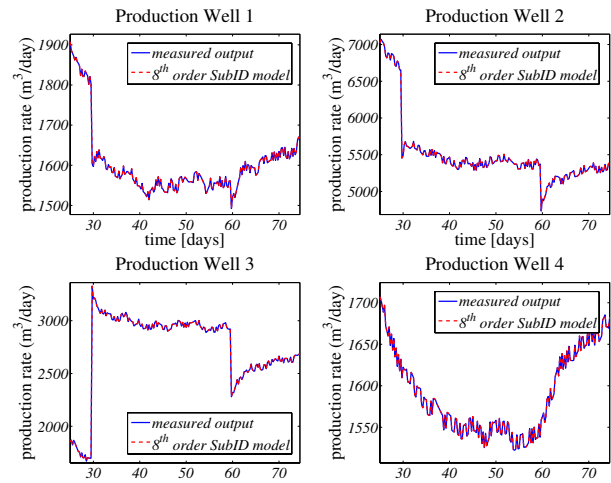 Production Well 1
production rate (m³/day)
1900
1800
1700
1600
1500
measured output
8th order SubID model
30 40 50 60 70
time [days]
Production Well 2
production rate (m³/day)
7000
6500
6000
5500
5000
measured output
8th order SubID model
30 40 50 60 70
time [days]
Production Well 3
production rate (m³/day)
3000
2500
2000
measured output
8th order SubID model
30 40 50 60 70
Production Well 4
production rate (m³/day)
1700
1650
1600
1550
measured output
8th order SubID model
30 40 50 60 70